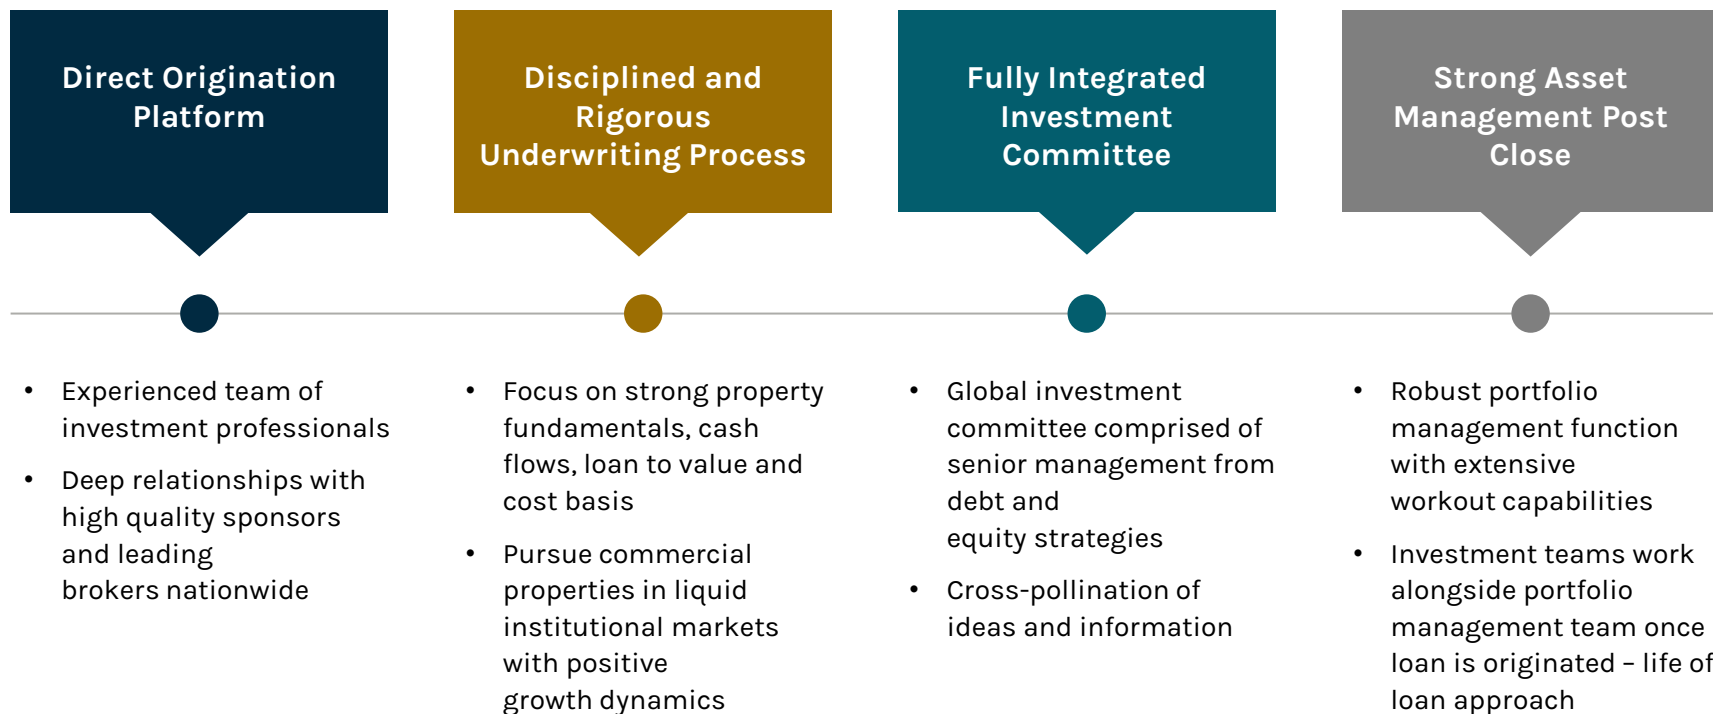 Direct Origination
Platform
Disciplined and
Rigorous
Underwriting Process
Fully Integrated
Investment
Committee
Strong Asset
Management Post
Close
• Experienced team of
investment professionals
• Deep relationships with
high quality sponsors
and leading
brokers nationwide
• Focus on strong property
fundamentals, cash
flows, loan to value and
cost basis
• Pursue commercial
properties in liquid
institutional markets
with positive
growth dynamics
• Global investment
committee comprised of
senior management from
debt and
equity strategies
• Cross-pollination of
ideas and information
• Robust portfolio
management function
with extensive
workout capabilities
• Investment teams work
alongside portfolio
management team once
loan is originated – life of
loan approach